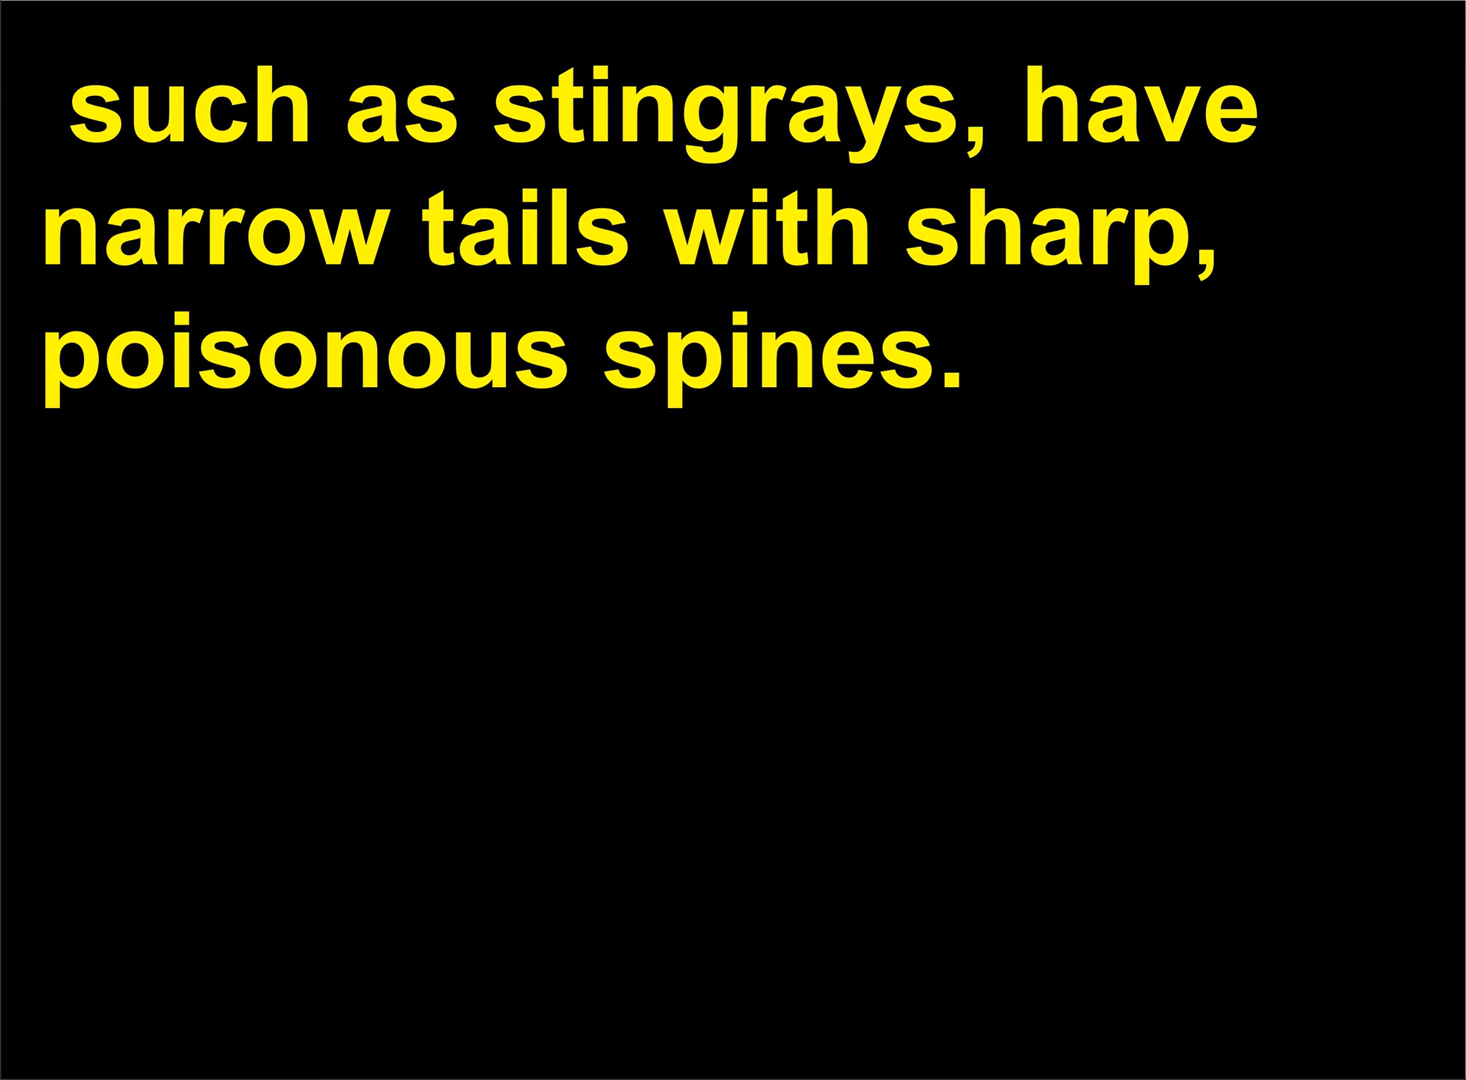 such as stingrays, have
narrow tails with sharp,
poisonous spines.